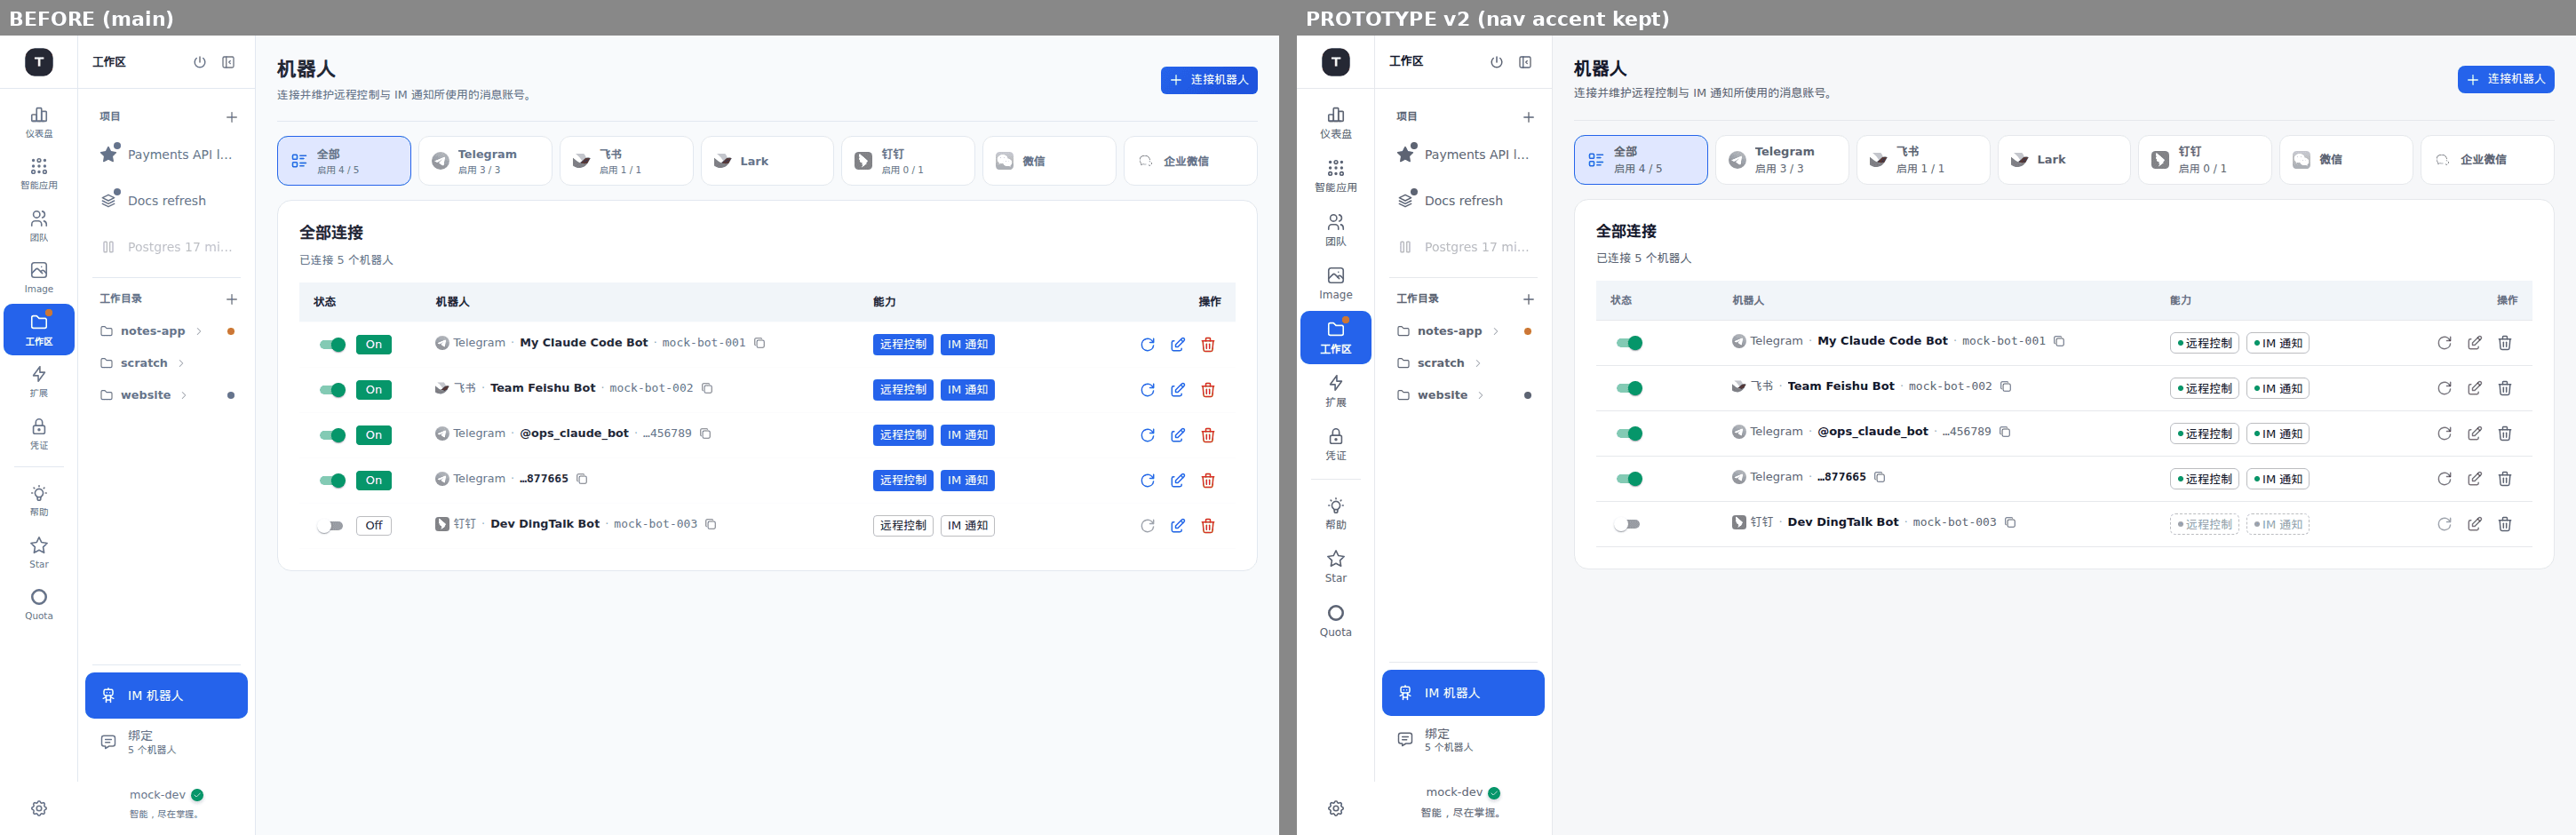 BEFORE (main)
T
工作区
仪表盘
智能应用
团队
Image
工作区
扩展
凭证
帮助
Star
Quota
项目
Payments API l...
Docs refresh
Postgres 17 mi...
工作目录
notes-app
scratch
website
IM 机器人
绑定
5 个机器人
mock-dev
智能，尽在掌握。
机器人
连接并维护远程控制与 IM 通知所使用的消息账号。
连接机器人
全部
启用 4 / 5
Telegram
启用 3 / 3
飞书
启用 1 / 1
Lark
钉钉
启用 0 / 1
微信
企业微信
全部连接
已连接 5 个机器人
状态 机器人 能力 操作
On Telegram · My Claude Code Bot · mock-bot-001 远程控制 IM 通知
On 飞书 · Team Feishu Bot · mock-bot-002 远程控制 IM 通知
On Telegram · @ops_claude_bot · …456789 远程控制 IM 通知
On Telegram · …877665 远程控制 IM 通知
Off 钉钉 · Dev DingTalk Bot · mock-bot-003 远程控制 IM 通知
PROTOTYPE v2 (nav accent kept)
T
工作区
仪表盘
智能应用
团队
Image
工作区
扩展
凭证
帮助
Star
Quota
项目
Payments API l...
Docs refresh
Postgres 17 mi...
工作目录
notes-app
scratch
website
IM 机器人
绑定
5 个机器人
mock-dev
智能，尽在掌握。
机器人
连接并维护远程控制与 IM 通知所使用的消息账号。
连接机器人
全部
启用 4 / 5
Telegram
启用 3 / 3
飞书
启用 1 / 1
Lark
钉钉
启用 0 / 1
微信
企业微信
全部连接
已连接 5 个机器人
状态 机器人 能力 操作
Telegram · My Claude Code Bot · mock-bot-001 远程控制 IM 通知
飞书 · Team Feishu Bot · mock-bot-002 远程控制 IM 通知
Telegram · @ops_claude_bot · …456789 远程控制 IM 通知
Telegram · …877665 远程控制 IM 通知
钉钉 · Dev DingTalk Bot · mock-bot-003 远程控制 IM 通知